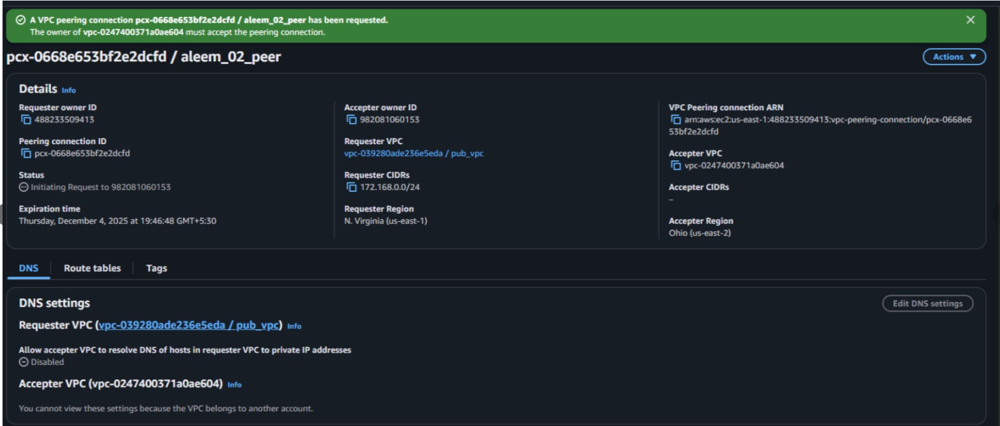 A VPC peering connection pcx-0668e653bf2e2dcfd / aleem_02_peer has been requested.
The owner of vpc-0247400371a0ae604 must accept the peering connection.
pcx-0668e653bf2e2dcfd / aleem_02_peer
Actions
Details Info
Requester owner ID
488233509413
Peering connection ID
pcx-0668e653bf2e2dcfd
Status
Initiating Request to 982081060153
Expiration time
Thursday, December 4, 2025 at 19:46:48 GMT+5:30
Accepter owner ID
982081060153
Requester VPC
vpc-039280ade236e5eda / pub_vpc
Requester CIDRs
172.168.0.0/24
Requester Region
N. Virginia (us-east-1)
VPC Peering connection ARN
arn:aws:ec2:us-east-1:488233509413:vpc-peering-connection/pcx-0668e6
53bf2e2dcfd
Accepter VPC
vpc-0247400371a0ae604
Accepter CIDRs
–
Accepter Region
Ohio (us-east-2)
DNS
Route tables
Tags
DNS settings
Edit DNS settings
Requester VPC (vpc-039280ade236e5eda / pub_vpc) Info
Allow accepter VPC to resolve DNS of hosts in requester VPC to private IP addresses
Disabled
Accepter VPC (vpc-0247400371a0ae604) Info
You cannot view these settings because the VPC belongs to another account.